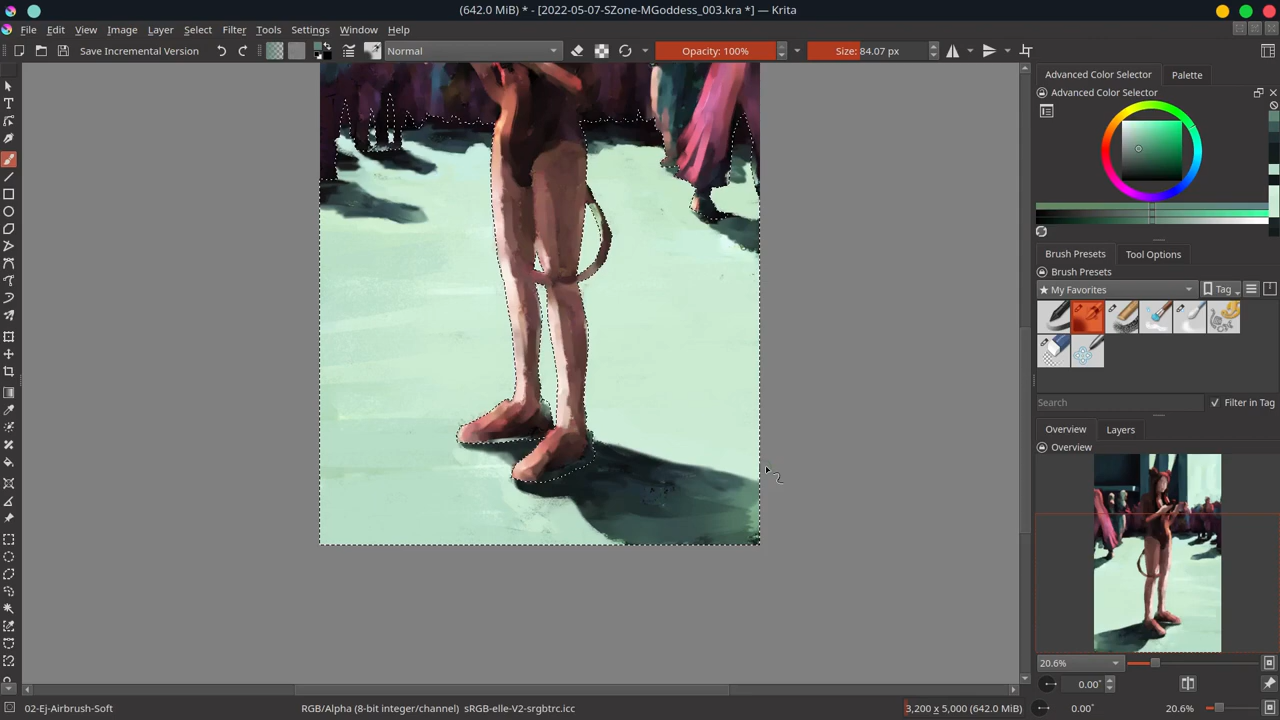 (642.0 MiB) * - [2022-05-07-SZone-MGoddess_003.kra *] — Krita
File Edit View Image Layer Select Filter Tools Settings Window Help
Save Incremental Version Normal Opacity: 100% Size: 84.07 px
Advanced Color Selector Palette
Advanced Color Selector
Brush Presets Tool Options
Brush Presets
★ My Favorites Tag
Search Filter in Tag
Overview Layers
Overview
20.6%
0.00°
02-Ej-Airbrush-Soft RGB/Alpha (8-bit integer/channel) sRGB-elle-V2-srgbtrc.icc 3,200 x 5,000 (642.0 MiB) 0.00° 20.6%